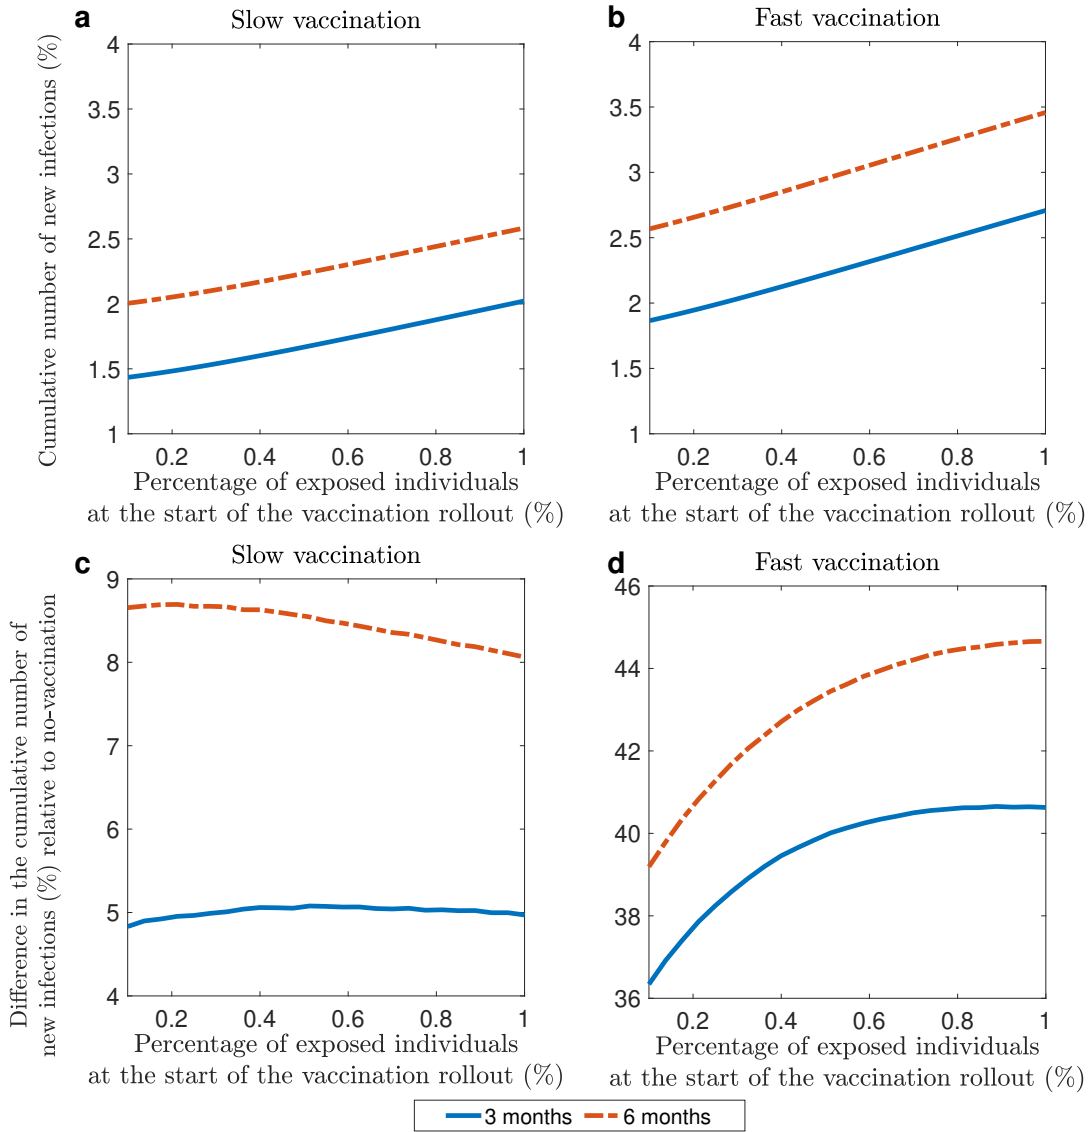 a
Slow vaccination
Cumulative number of new infections (%)
4
3.5
3
2.5
2
1.5
1
0.2 0.4 0.6 0.8 1
Percentage of exposed individuals
at the start of the vaccination rollout (%)
b
Fast vaccination
4
3.5
3
2.5
2
1.5
1
0.2 0.4 0.6 0.8 1
Percentage of exposed individuals
at the start of the vaccination rollout (%)
c
Slow vaccination
Difference in the cumulative number of
new infections (%) relative to no-vaccination
9
8
7
6
5
4
0.2 0.4 0.6 0.8 1
Percentage of exposed individuals
at the start of the vaccination rollout (%)
d
Fast vaccination
46
44
42
40
38
36
0.2 0.4 0.6 0.8 1
Percentage of exposed individuals
at the start of the vaccination rollout (%)
3 months 6 months